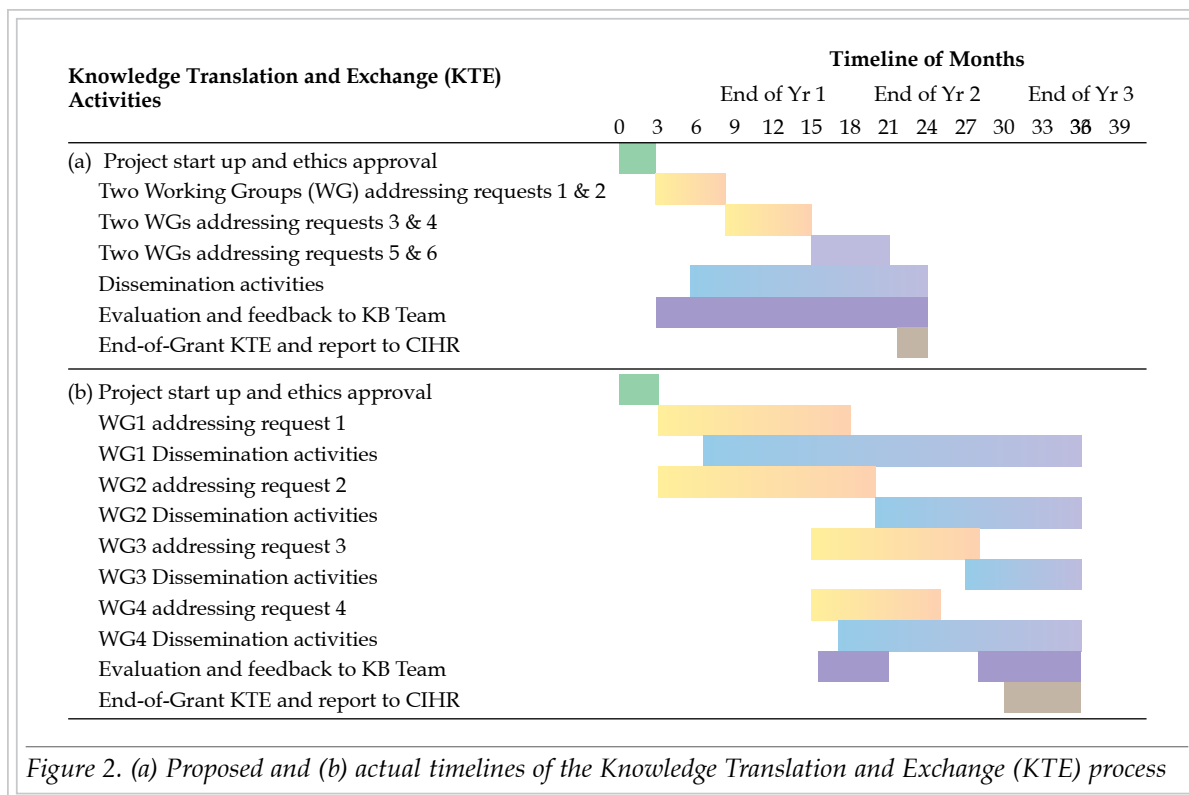 Timeline of Months
Knowledge Translation and Exchange (KTE)
Activities
End of Yr 1 End of Yr 2 End of Yr 3
0 3 6 9 12 15 18 21 24 27 30 33 36 39
(a) Project start up and ethics approval
Two Working Groups (WG) addressing requests 1 & 2
Two WGs addressing requests 3 & 4
Two WGs addressing requests 5 & 6
Dissemination activities
Evaluation and feedback to KB Team
End-of-Grant KTE and report to CIHR
(b) Project start up and ethics approval
WG1 addressing request 1
WG1 Dissemination activities
WG2 addressing request 2
WG2 Dissemination activities
WG3 addressing request 3
WG3 Dissemination activities
WG4 addressing request 4
WG4 Dissemination activities
Evaluation and feedback to KB Team
End-of-Grant KTE and report to CIHR
Figure 2. (a) Proposed and (b) actual timelines of the Knowledge Translation and Exchange (KTE) process